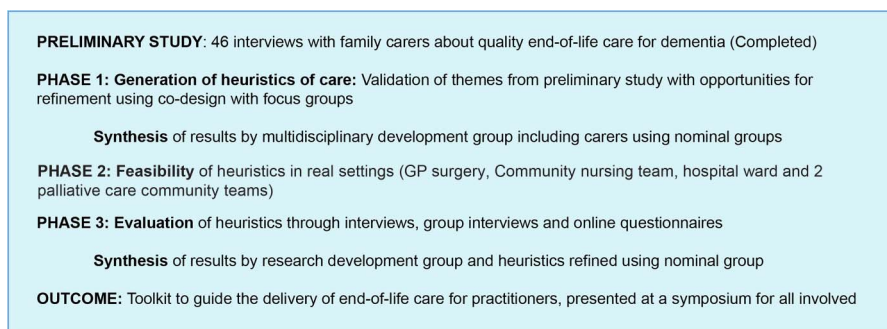 PRELIMINARY STUDY: 46 interviews with family carers about quality end-of-life care for dementia (Completed)
PHASE 1: Generation of heuristics of care: Validation of themes from preliminary study with opportunities for
refinement using co-design with focus groups
Synthesis of results by multidisciplinary development group including carers using nominal groups
PHASE 2: Feasibility of heuristics in real settings (GP surgery, Community nursing team, hospital ward and 2
palliative care community teams)
PHASE 3: Evaluation of heuristics through interviews, group interviews and online questionnaires
Synthesis of results by research development group and heuristics refined using nominal group
OUTCOME: Toolkit to guide the delivery of end-of-life care for practitioners, presented at a symposium for all involved